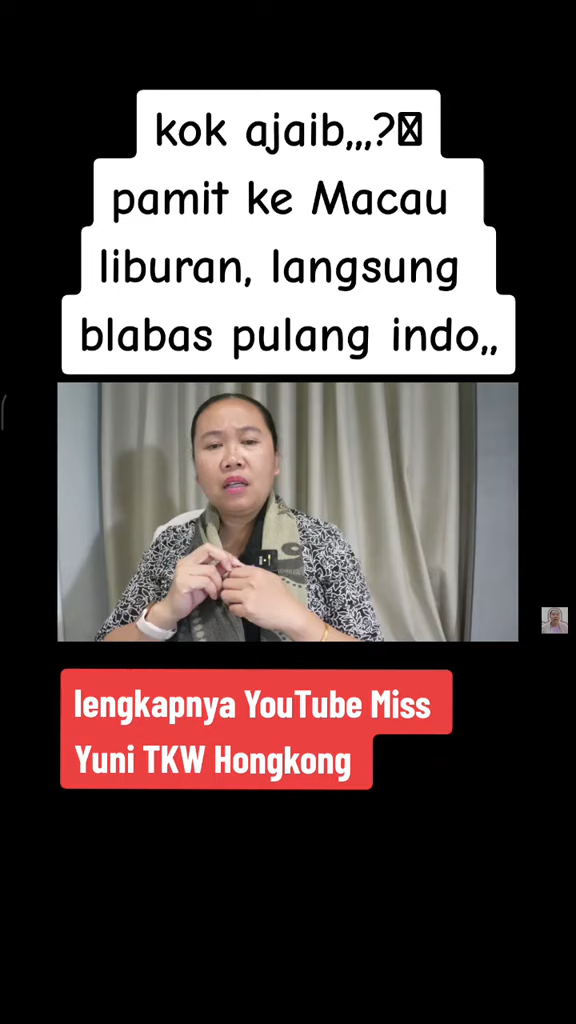 kok ajaib,,,?
pamit ke Macau
liburan, langsung
blabas pulang indo,,
lengkapnya YouTube Miss
Yuni TKW Hongkong